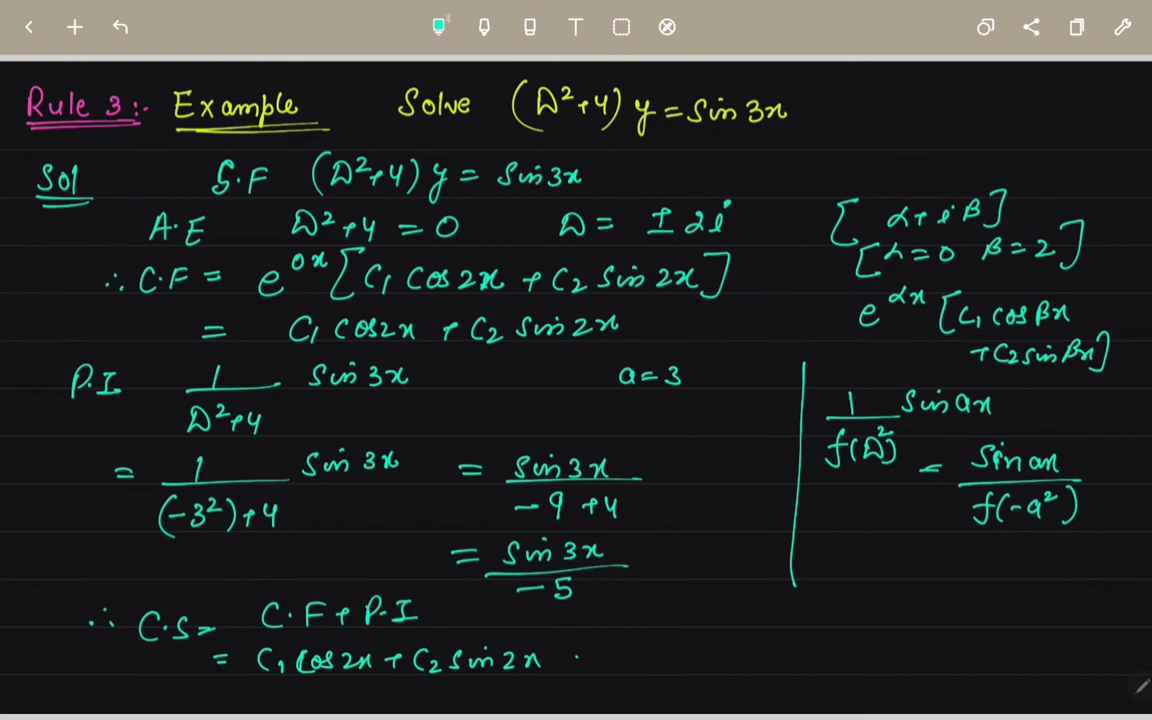 Rule 3:- Example Solve (D²+4) y = Sin 3x
Sol S.F (D²+4) y = Sin 3x
A.E D²+4 = 0 D = ± 2i
[α+iβ]
[α=0 β=2]
∴ C.F = e^0x [C₁ Cos 2x + C₂ Sin 2x]
= C₁ cos2x + C₂ Sin 2x
e^αx [C₁ cos βx
+C₂ sin βx]
P.I 1/(D²+4) Sin 3x a = 3
= 1/((-3²)+4) Sin 3x = Sin 3x/(-9 +4)
= Sin 3x/-5
1/f(D²) Sin ax
= Sin ax/f(-a²)
∴ C.S = C.F + P.I
= C₁ Cos 2x + C₂ Sin 2x
T